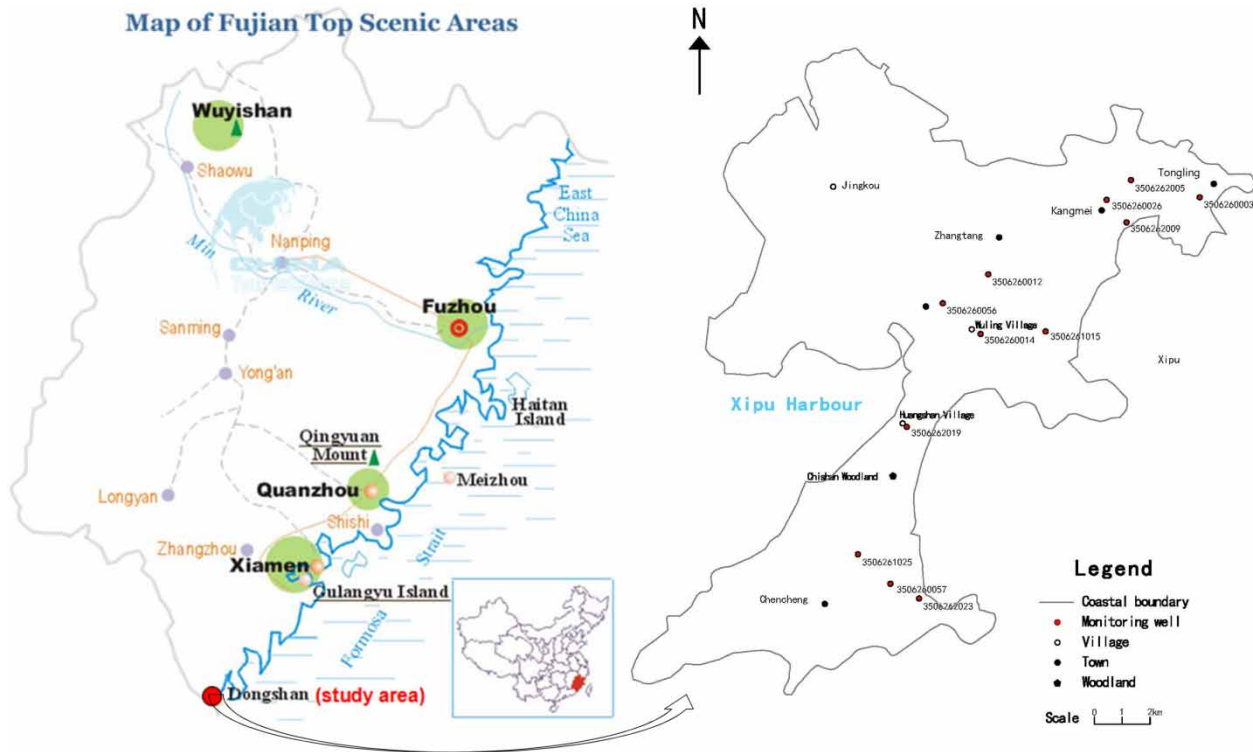 Map of Fujian Top Scenic Areas
Wuyishan
Shaowu
East
China
Sea
Nanping
Min
River
Fuzhou
Sanming
Yong'an
Haitan
Island
Qingyuan
Mount
Quanzhou
Meizhou
Longyan
Shishi
Zhangzhou
Strait
Xiamen
Gulangyu Island
Formosa
Dongshan (study area)
N
Jingkou
Tongling
3506262005
Kangmei
3506260026
3506260003
3506262009
Zhangtang
3506260012
3506260056
Wuling Village
3506260014
3506261015
Xipu
Xipu Harbour
Huangshan Village
3506262019
Chishan Woodland
3506261025
3506260057
Chencheng
3506262023
Legend
Coastal boundary
Monitoring well
Village
Town
Woodland
Scale 0 1 2km